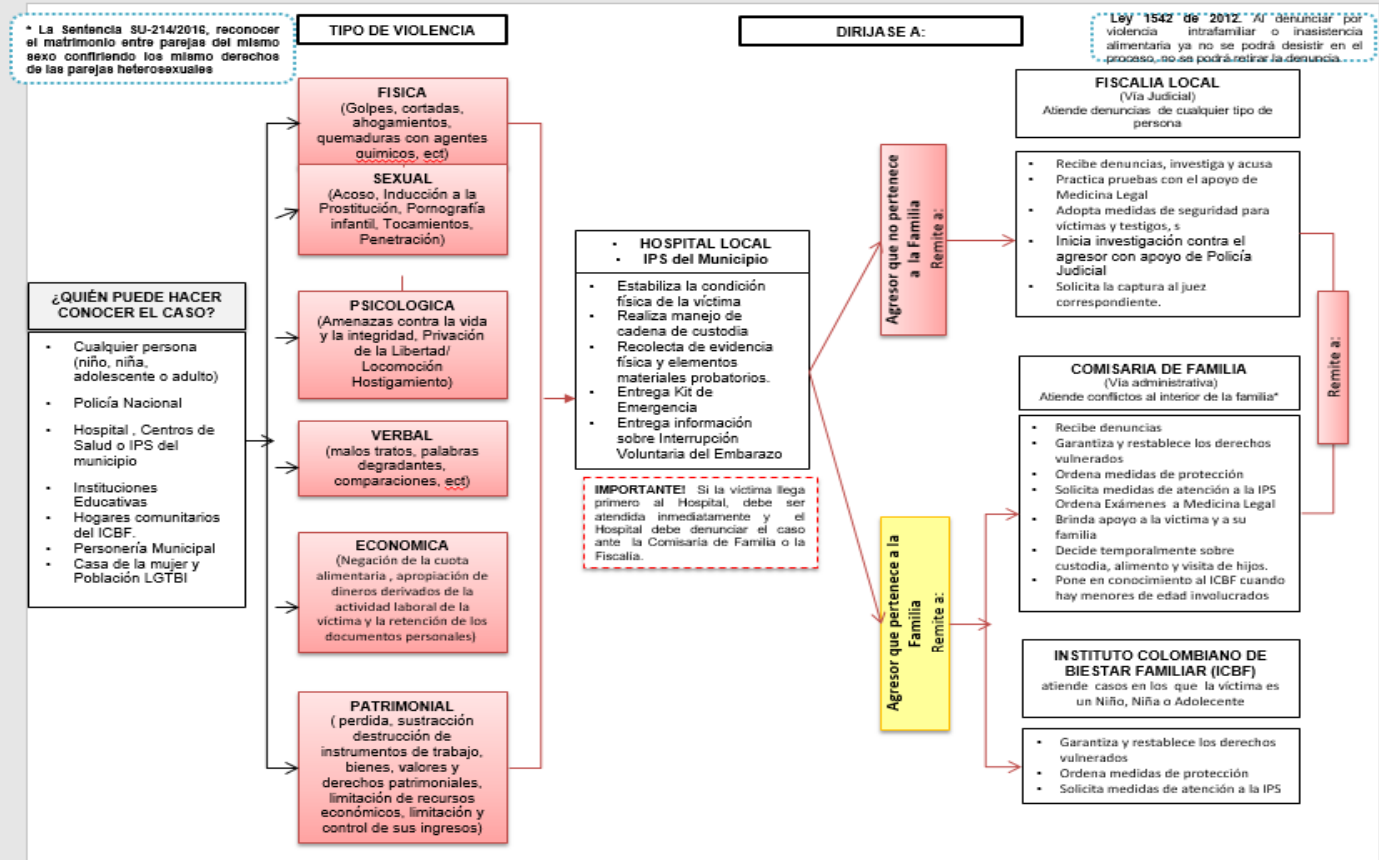 * La Sentencia SU-214/2016, reconocer
el matrimonio entre parejas del mismo
sexo confiriendo los mismo derechos
de las parejas heterosexuales
TIPO DE VIOLENCIA
DIRIJASE A:
Ley 1542 de 2012. Al denunciar por
violencia intrafamiliar o inasistencia
alimentaria ya no se podrá desistir en el
proceso, no se podrá retirar la denuncia.
¿QUIÉN PUEDE HACER
CONOCER EL CASO?
• Cualquier persona
(niño, niña,
adolescente o adulto)
• Policía Nacional
• Hospital , Centros de
Salud o IPS del
municipio
• Instituciones
Educativas
• Hogares comunitarios
del ICBF.
• Personería Municipal
• Casa de la mujer y
Población LGTBI
FISICA
(Golpes, cortadas,
ahogamientos,
quemaduras con agentes
quimicos, ect)
SEXUAL
(Acoso, Inducción a la
Prostitución, Pornografía
infantil, Tocamientos,
Penetración)
PSICOLOGICA
(Amenazas contra la vida
y la integridad, Privación
de la Libertad/
Locomoción
Hostigamiento)
VERBAL
(malos tratos, palabras
degradantes,
comparaciones, ect)
ECONOMICA
(Negación de la cuota
alimentaria , apropiación de
dineros derivados de la
actividad laboral de la
víctima y la retención de los
documentos personales)
PATRIMONIAL
( perdida, sustracción
destrucción de
instrumentos de trabajo,
bienes, valores y
derechos patrimoniales,
limitación de recursos
económicos, limitación y
control de sus ingresos)
• HOSPITAL LOCAL
• IPS del Municipio
• Estabiliza la condición
física de la víctima
• Realiza manejo de
cadena de custodia
• Recolecta de evidencia
física y elementos
materiales probatorios.
• Entrega Kit de
Emergencia
• Entrega información
sobre Interrupción
Voluntaria del Embarazo
IMPORTANTE! Si la víctima llega
primero al Hospital, debe ser
atendida inmediatamente y el
Hospital debe denunciar el caso
ante la Comisaría de Familia o la
Fiscalía.
Agresor que no pertenece
a la Familia
Remite a:
Agresor que pertenece a la
Familia
Remite a:
FISCALIA LOCAL
(Vía Judicial)
Atiende denuncias de cualquier tipo de
persona
• Recibe denuncias, investiga y acusa
• Practica pruebas con el apoyo de
Medicina Legal
• Adopta medidas de seguridad para
víctimas y testigos, s
• Inicia investigación contra el
agresor con apoyo de Policía
Judicial
• Solicita la captura al juez
correspondiente.
Remite a:
COMISARIA DE FAMILIA
(Vía administrativa)
Atiende conflictos al interior de la familia*
• Recibe denuncias
• Garantiza y restablece los derechos
vulnerados
• Ordena medidas de protección
• Solicita medidas de atención a la IPS
Ordena Exámenes a Medicina Legal
• Brinda apoyo a la victima y a su
familia
• Decide temporalmente sobre
custodia, alimento y visita de hijos.
• Pone en conocimiento al ICBF cuando
hay menores de edad involucrados
INSTITUTO COLOMBIANO DE
BIESTAR FAMILIAR (ICBF)
atiende casos en los que la víctima es
un Niño, Niña o Adolecente
• Garantiza y restablece los derechos
vulnerados
• Ordena medidas de protección
• Solicita medidas de atención a la IPS